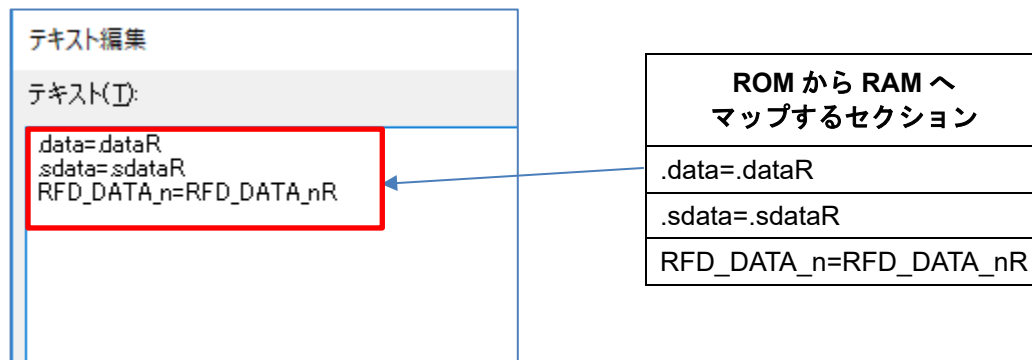 テキスト編集
テキスト(T):
.data=.dataR
.sdata=.sdataR
RFD_DATA_n=RFD_DATA_nR
ROM から RAM へ
マップするセクション
.data=.dataR
.sdata=.sdataR
RFD_DATA_n=RFD_DATA_nR